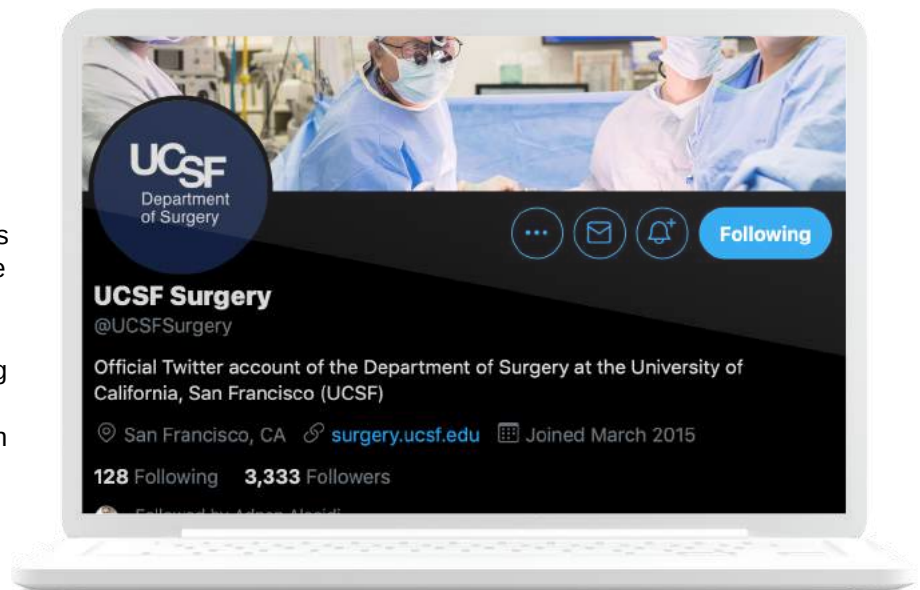 UCSF
Department
of Surgery
Following
UCSF Surgery
@UCSFSurgery
Official Twitter account of the Department of Surgery at the University of
California, San Francisco (UCSF)
San Francisco, CA surgery.ucsf.edu Joined March 2015
128 Following 3,333 Followers